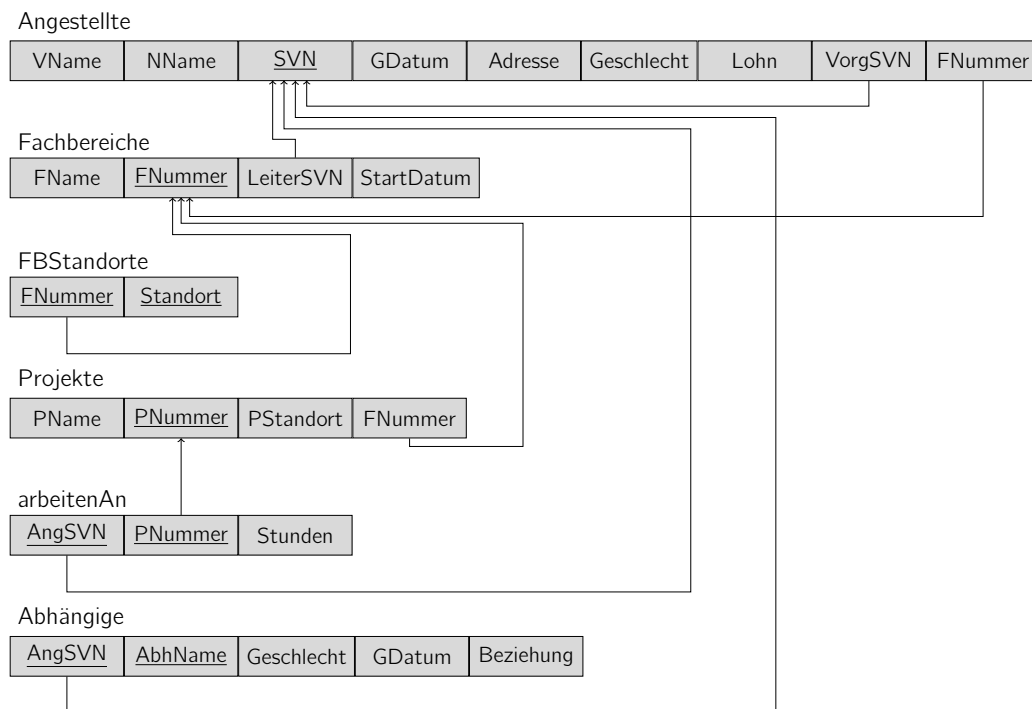 Angestellte
VName NName SVN GDatum Adresse Geschlecht Lohn VorgSVN FNummer
Fachbereiche
FName FNummer LeiterSVN StartDatum
FBStandorte
FNummer Standort
Projekte
PName PNummer PStandort FNummer
arbeitenAn
AngSVN PNummer Stunden
Abhängige
AngSVN AbhName Geschlecht GDatum Beziehung